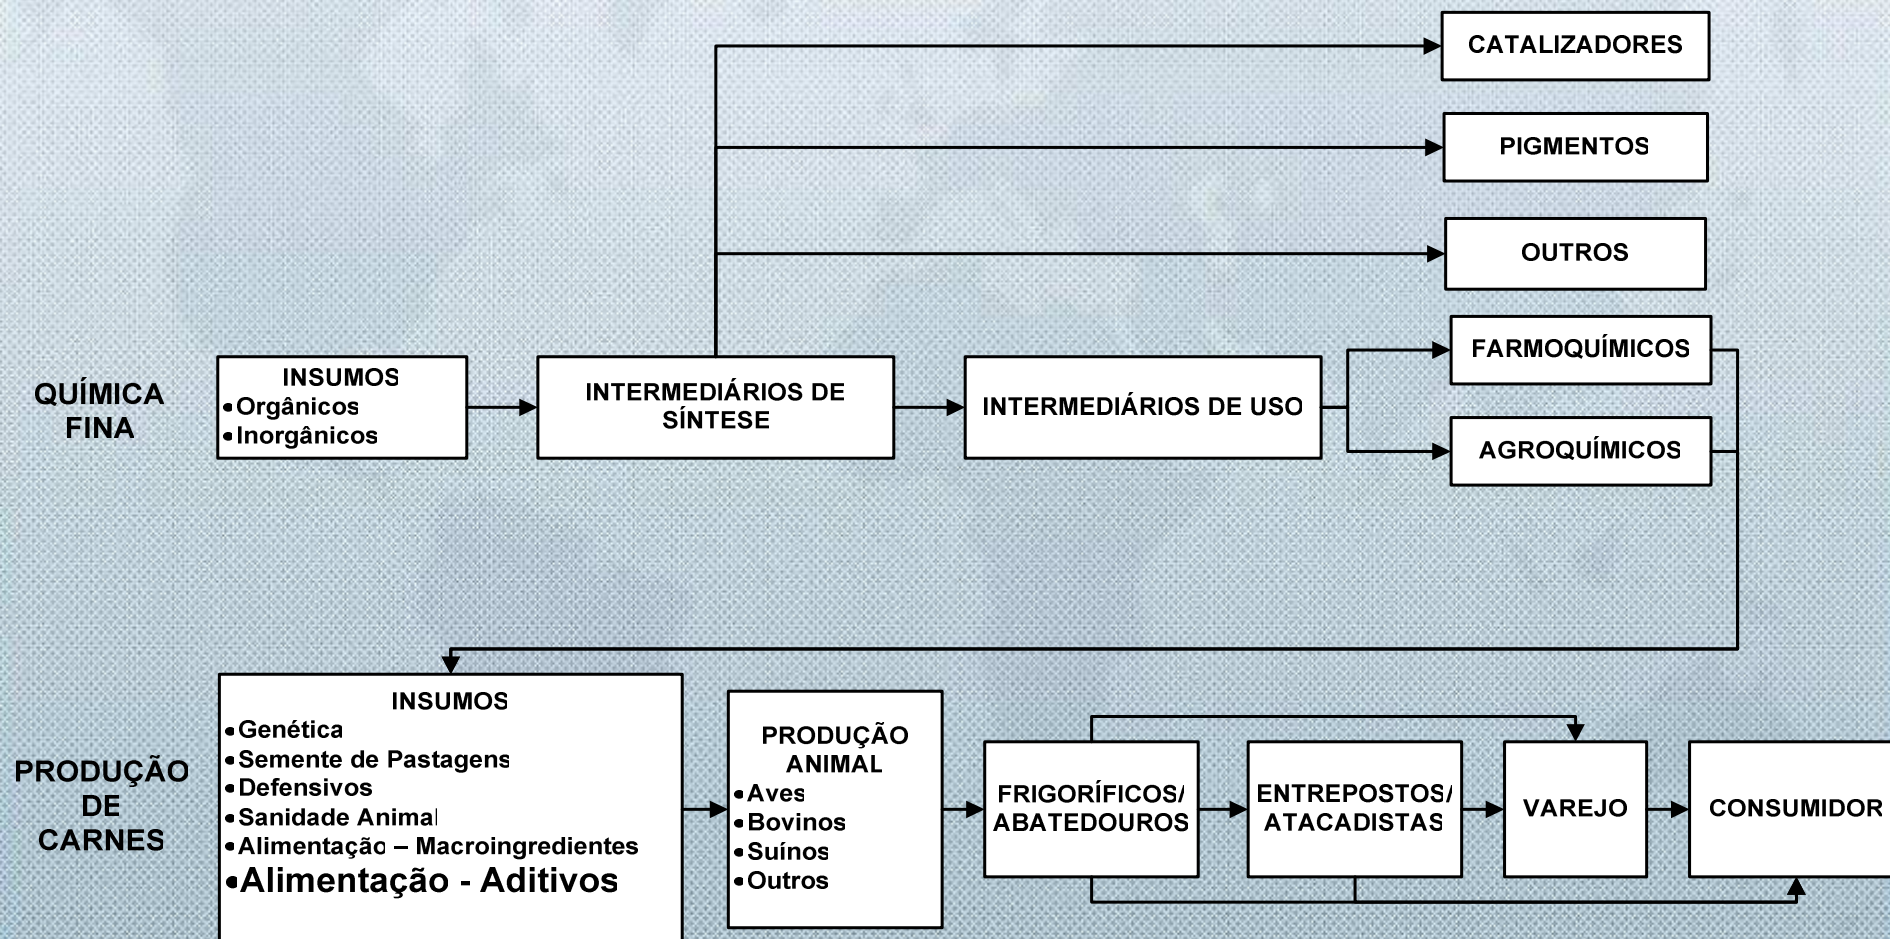 CATALIZADORES
PIGMENTOS
OUTROS
FARMOQUÍMICOS
QUÍMICA
FINA
INSUMOS
•Orgânicos
•Inorgânicos
INTERMEDIÁRIOS DE
SÍNTESE
INTERMEDIÁRIOS DE USO
AGROQUÍMICOS
PRODUÇÃO
DE
CARNES
INSUMOS
•Genética
•Semente de Pastagens
•Defensivos
•Sanidade Animal
•Alimentação – Macroingredientes
•Alimentação - Aditivos
PRODUÇÃO
ANIMAL
•Aves
•Bovinos
•Suínos
•Outros
FRIGORÍFICOS/
ABATEDOUROS
ENTREPOSTOS/
ATACADISTAS
VAREJO
CONSUMIDOR